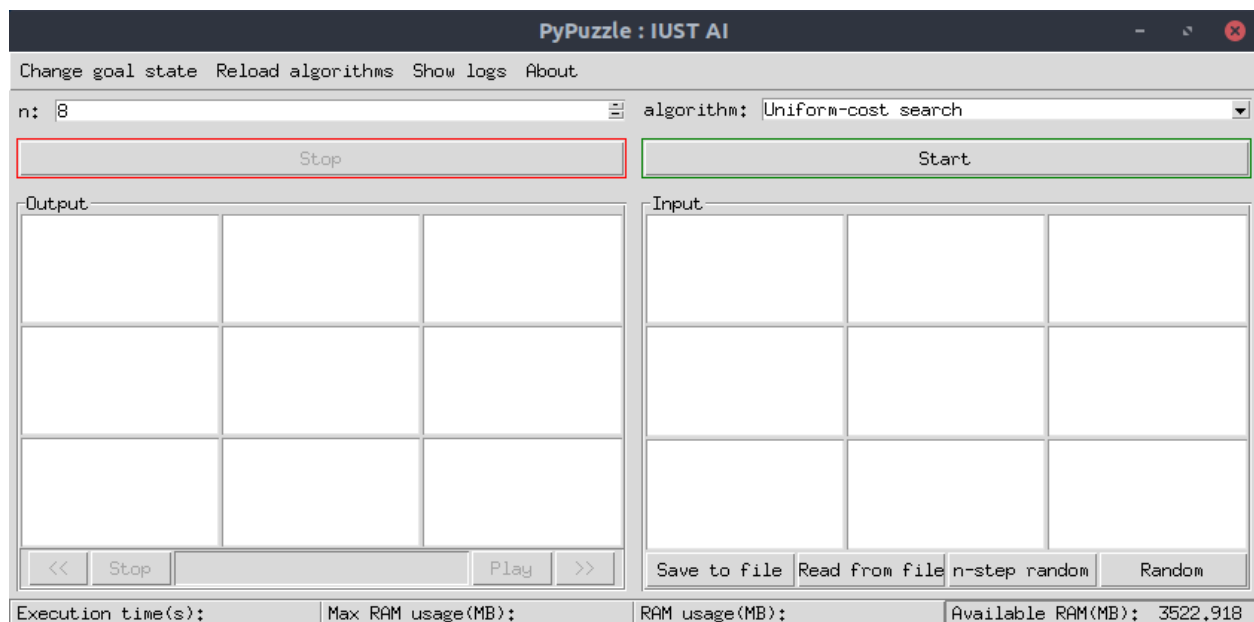 PyPuzzle : IUST AI
Change goal state Reload algorithms Show logs About
n: 8
algorithm: Uniform-cost search
Stop
Start
Output
Input
<< Stop Play >>
Save to file Read from file n-step random Random
Execution time(s): Max RAM usage(MB): RAM usage(MB): Available RAM(MB): 3522.918